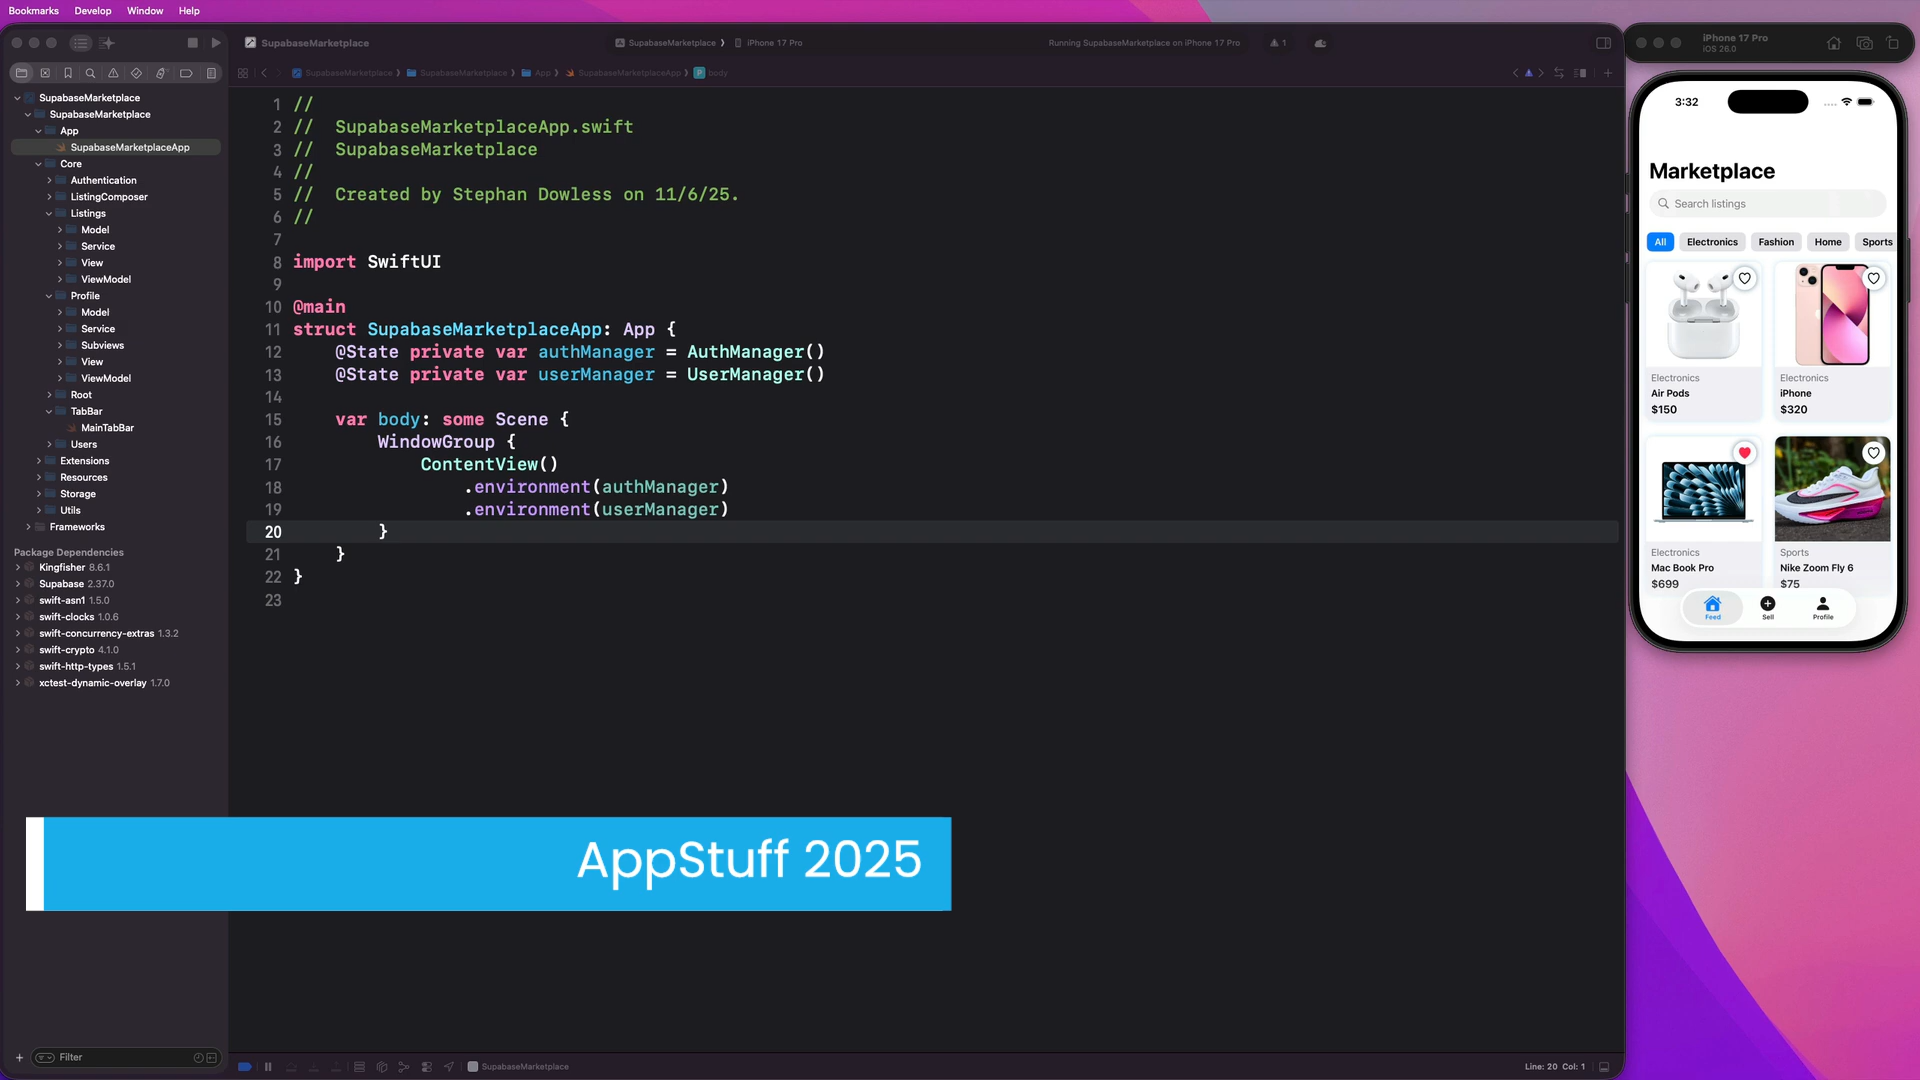 Bookmarks Develop Window Help
SupabaseMarketplace
SupabaseMarketplace
App
SupabaseMarketplaceApp
Core
Authentication
ListingComposer
Listings
Model
Service
View
ViewModel
Profile
Model
Service
Subviews
View
ViewModel
Root
TabBar
MainTabBar
Users
Extensions
Resources
Storage
Utils
Frameworks
Package Dependencies
Kingfisher 8.6.1
Supabase 2.37.0
swift-asn1 1.5.0
swift-clocks 1.0.6
swift-concurrency-extras 1.3.2
swift-crypto 4.1.0
swift-http-types 1.5.1
xctest-dynamic-overlay 1.7.0
Filter
SupabaseMarketplace
SupabaseMarketplace iPhone 17 Pro
Running SupabaseMarketplace on iPhone 17 Pro 1
SupabaseMarketplace SupabaseMarketplace App SupabaseMarketplaceApp P body
1 //
2 // SupabaseMarketplaceApp.swift
3 // SupabaseMarketplace
4 //
5 // Created by Stephan Dowless on 11/6/25.
6 //
7
8 import SwiftUI
9
10 @main
11 struct SupabaseMarketplaceApp: App {
12 @State private var authManager = AuthManager()
13 @State private var userManager = UserManager()
14
15 var body: some Scene {
16 WindowGroup {
17 ContentView()
18 .environment(authManager)
19 .environment(userManager)
20 }
21 }
22 }
23
AppStuff 2025
SupabaseMarketplace
Line: 20 Col: 1
iPhone 17 Pro
iOS 26.0
3:32
Marketplace
Search listings
All Electronics Fashion Home Sports
Electronics
Air Pods
$150
Electronics
iPhone
$320
Electronics
Mac Book Pro
$699
Sports
Nike Zoom Fly 6
$75
Feed Sell Profile